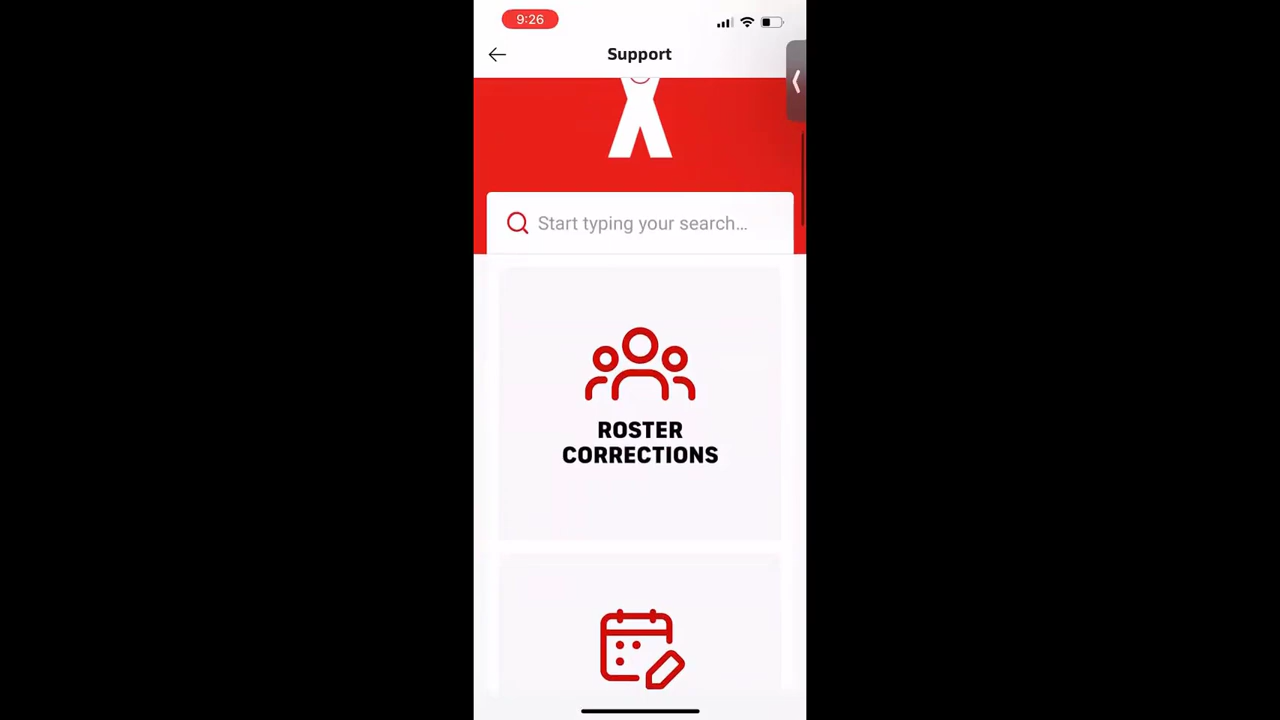 9:26
Support
Start typing your search...
ROSTER
CORRECTIONS